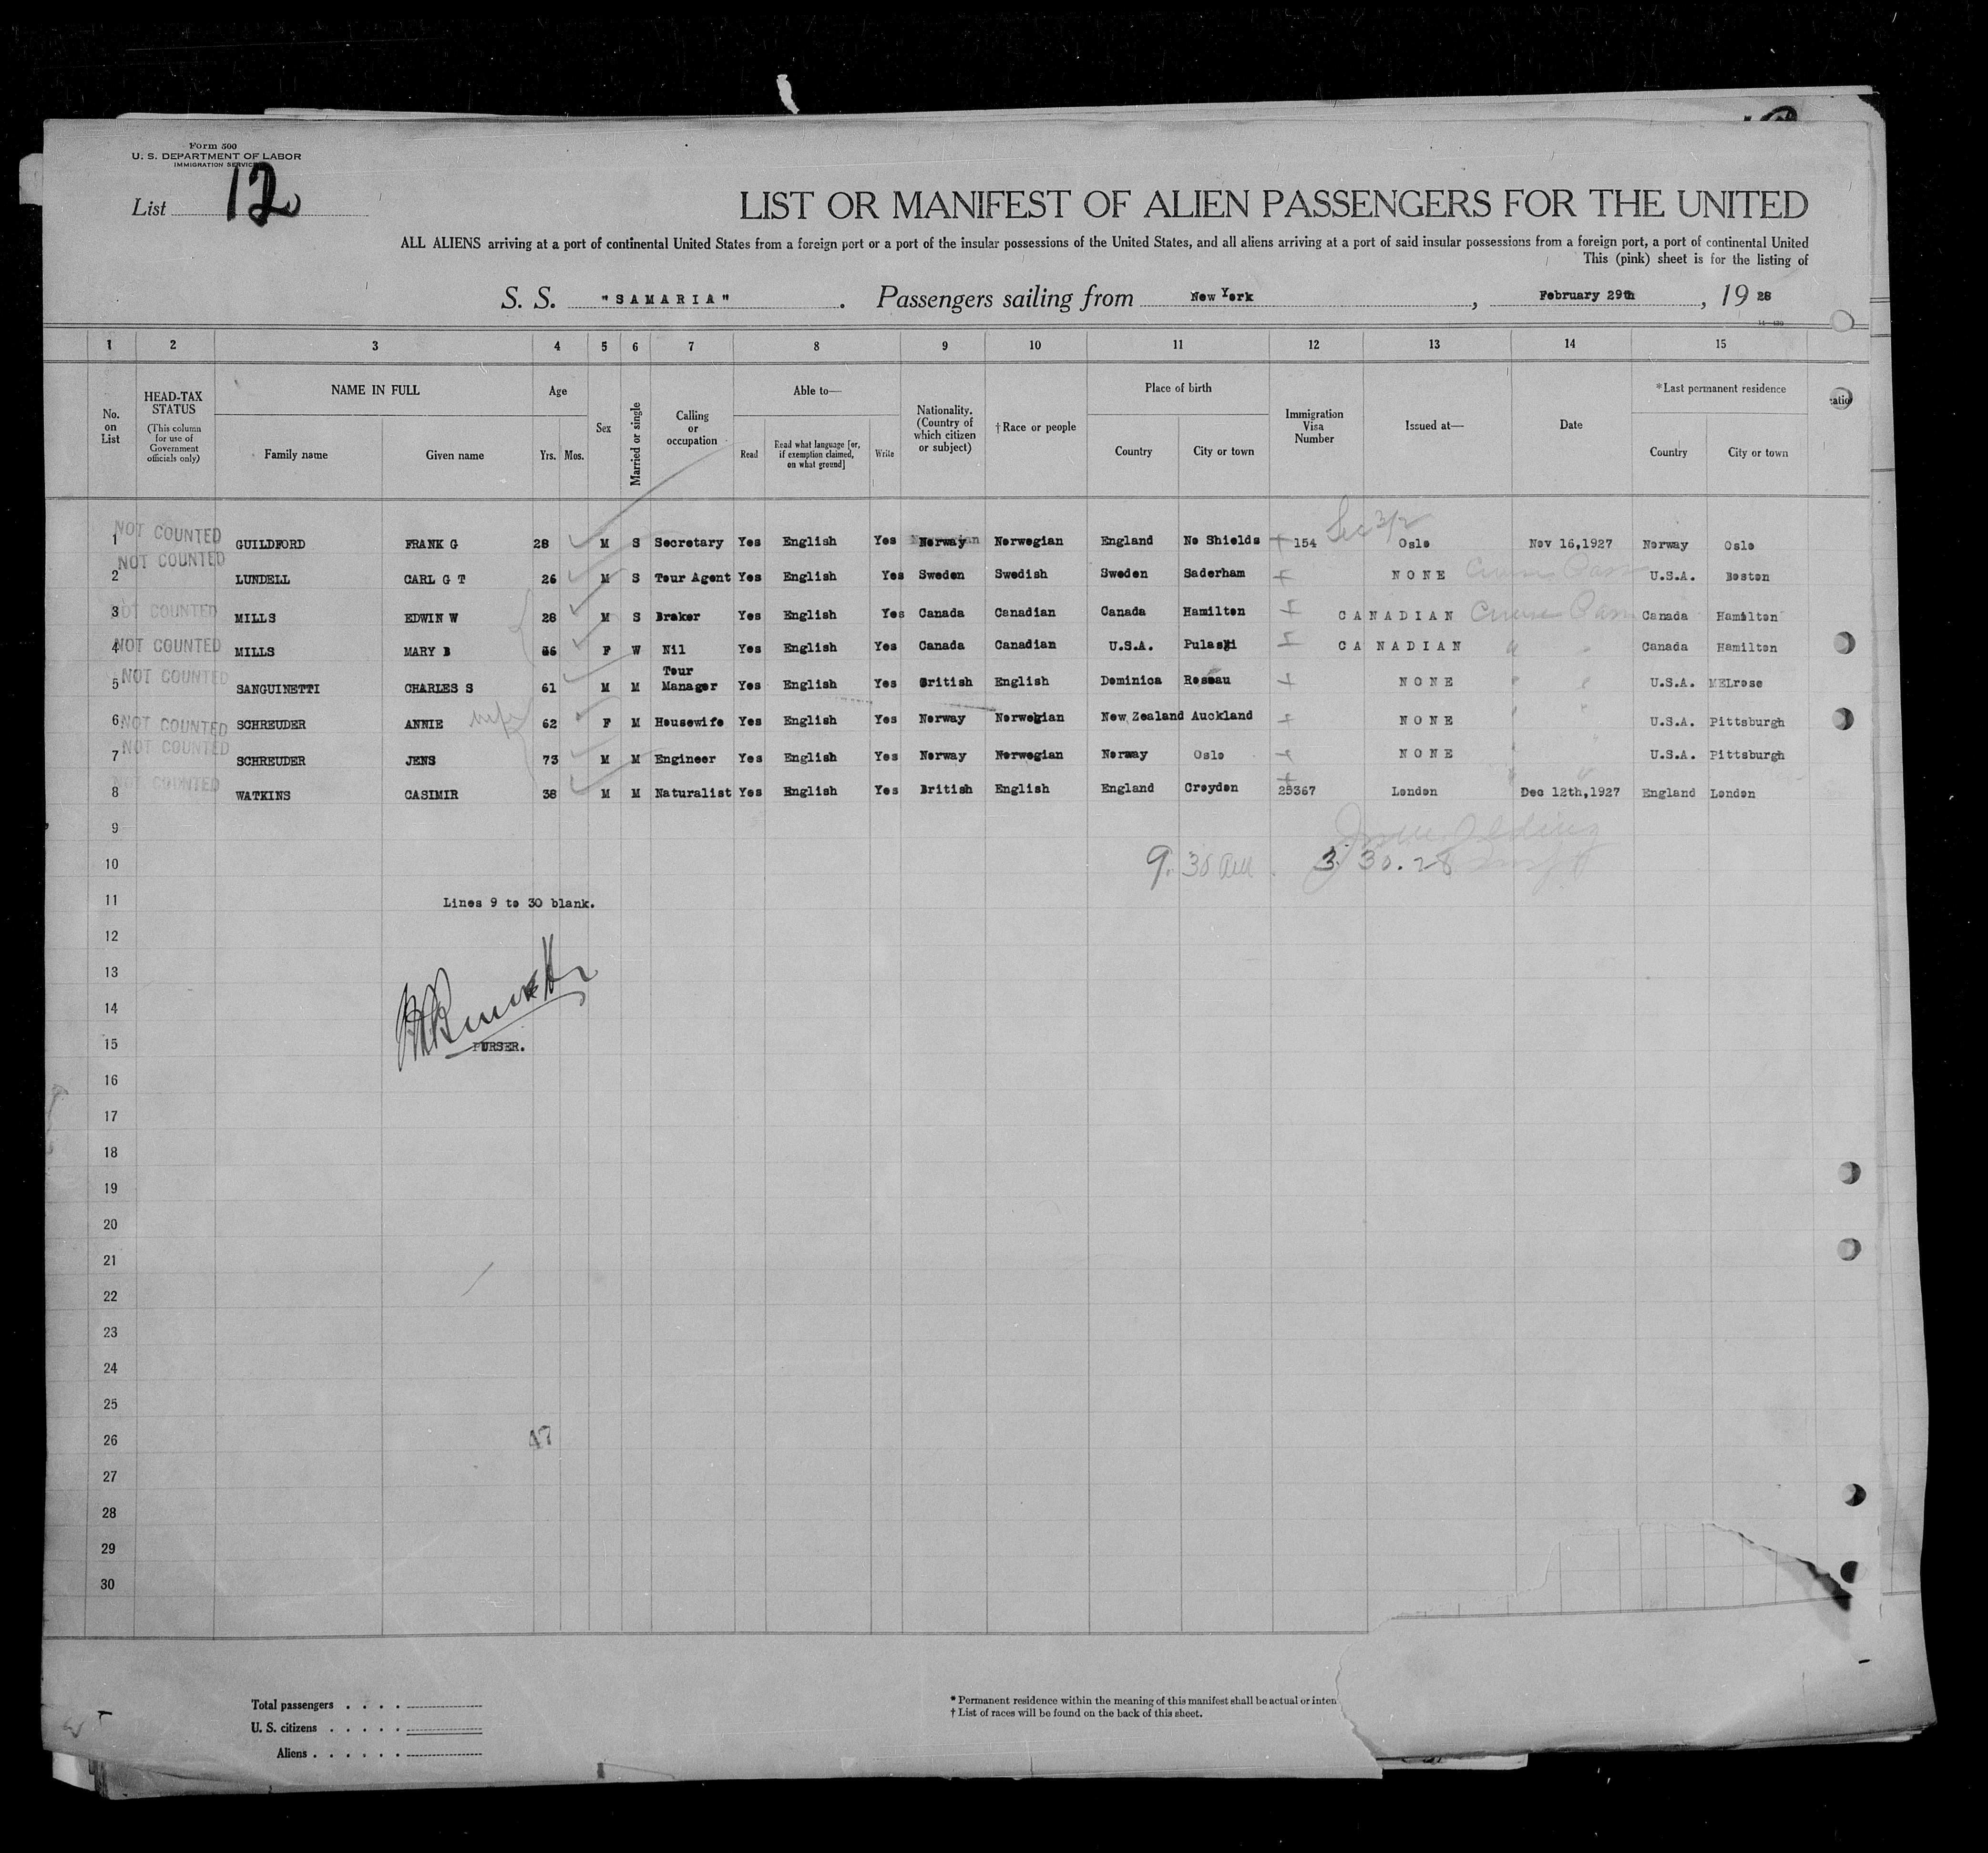 Form 500
U. S. DEPARTMENT OF LABOR
IMMIGRATION SERVICE
List 12
LIST OR MANIFEST OF ALIEN PASSENGERS FOR THE UNITED
ALL ALIENS arriving at a port of continental United States from a foreign port or a port of the insular possessions of the United States, and all aliens arriving at a port of said insular possessions from a foreign port, a port of continental United
This (pink) sheet is for the listing of
S. S. "SAMARIA". Passengers sailing from New York, February 29th, 19 28
1 2 3 4 5 6 7 8 9 10 11 12 13 14 15
No. on List
HEAD-TAX STATUS
(This column for use of Government officials only)
NAME IN FULL
Family name Given name
Age
Yrs. Mos.
Sex
Married or single
Calling or occupation
Able to—
Read
Read what language [or, if exemption claimed, on what ground]
Write
Nationality. (Country of which citizen or subject)
†Race or people
Place of birth
Country City or town
Immigration Visa Number
Issued at—
Date
*Last permanent residence
Country City or town
1 NOT COUNTED GUILDFORD FRANK G 28 M S Secretary Yes English Yes Norway Norwegian England No Shields 154 Sec 3/2 Oslo Nov 16,1927 Norway Oslo
2 NOT COUNTED LUNDELL CARL G T 26 M S Tour Agent Yes English Yes Sweden Swedish Sweden Saderham NONE U.S.A. Boston
3 NOT COUNTED MILLS EDWIN W 28 M S Broker Yes English Yes Canada Canadian Canada Hamilton CANADIAN Canada Hamilton
4 NOT COUNTED MILLS MARY B F W Nil Yes English Yes Canada Canadian U.S.A. Pulaski CANADIAN Canada Hamilton
5 NOT COUNTED SANGUINETTI CHARLES S 61 M M Tour Manager Yes English Yes British English Dominica Roseau NONE U.S.A. MELrose
6 NOT COUNTED SCHREUDER ANNIE wife 62 F M Housewife Yes English Yes Norway Norwegian New Zealand Auckland NONE U.S.A. Pittsburgh
7 NOT COUNTED SCHREUDER JENS 73 M M Engineer Yes English Yes Norway Norwegian Norway Oslo NONE U.S.A. Pittsburgh
8 NOT COUNTED WATKINS CASIMIR 38 M M Naturalist Yes English Yes British English England Croydon 25367 London Dec 12th,1927 England London
9
10 9.30 am. 3. 30. 28
11 Lines 9 to 30 blank.
12
13
14
15 PURSER.
16
17
18
19
20
21
22
23
24
25
26 47
27
28
29
30
Total passengers . . . .
U. S. citizens . . . . .
Aliens . . . . . .
* Permanent residence within the meaning of this manifest shall be actual or inten
† List of races will be found on the back of this sheet.